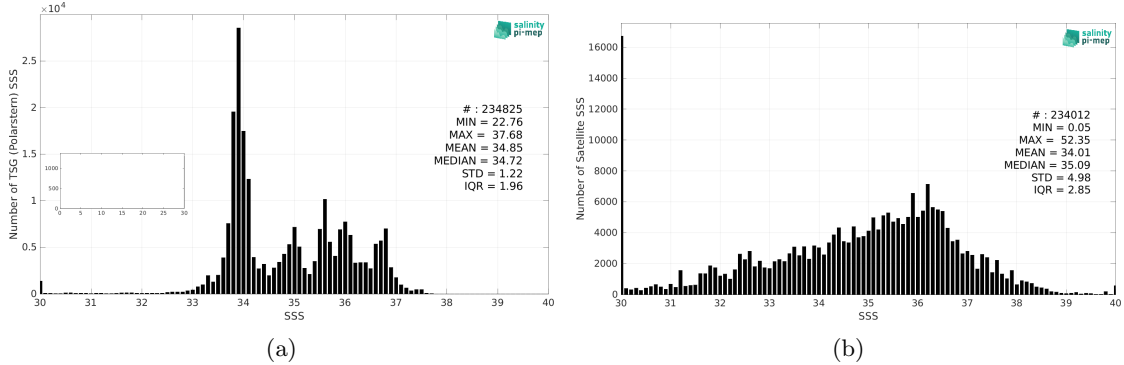 ×10⁴
2.5
2
1.5
1
0.5
0
Number of TSG (Polarstern) SSS
salinity
pi-mep
# : 234825
MIN = 22.76
MAX = 37.68
MEAN = 34.85
MEDIAN = 34.72
STD = 1.22
IQR = 1.96
1000
500
0
0 5 10 15 20 25 30
30 31 32 33 34 35 36 37 38 39 40
SSS
(a)
16000
14000
12000
10000
8000
6000
4000
2000
0
Number of Satellite SSS
salinity
pi-mep
# : 234012
MIN = 0.05
MAX = 52.35
MEAN = 34.01
MEDIAN = 35.09
STD = 4.98
IQR = 2.85
30 31 32 33 34 35 36 37 38 39 40
SSS
(b)